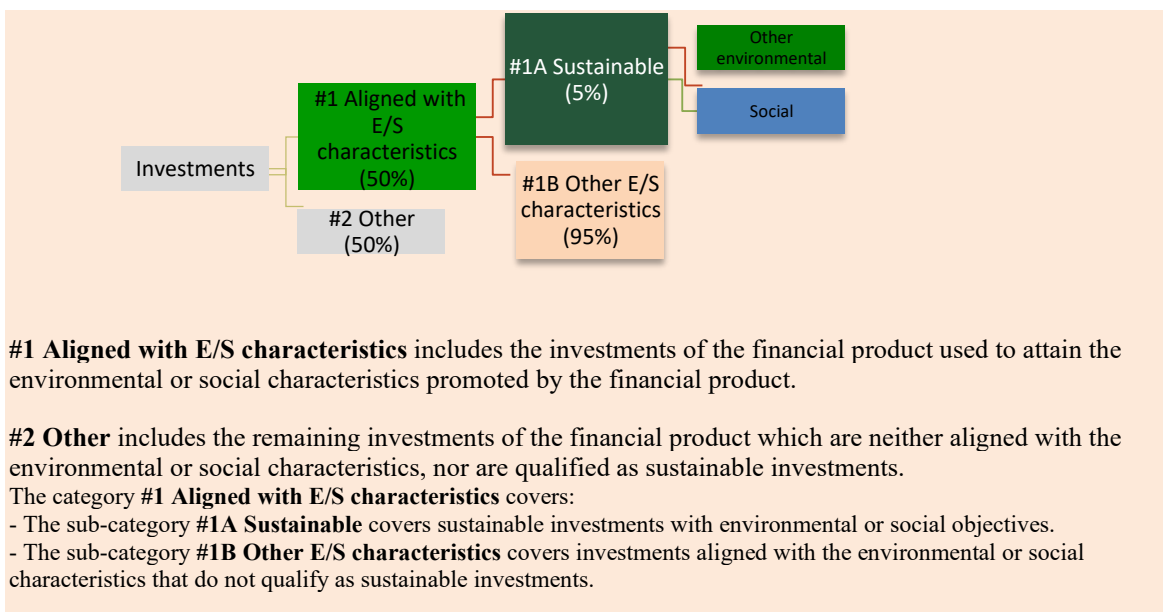 Investments
#1 Aligned with
E/S
characteristics
(50%)
#2 Other
(50%)
#1A Sustainable
(5%)
#1B Other E/S
characteristics
(95%)
Other
environmental
Social
#1 Aligned with E/S characteristics includes the investments of the financial product used to attain the
environmental or social characteristics promoted by the financial product.
#2 Other includes the remaining investments of the financial product which are neither aligned with the
environmental or social characteristics, nor are qualified as sustainable investments.
The category #1 Aligned with E/S characteristics covers:
- The sub-category #1A Sustainable covers sustainable investments with environmental or social objectives.
- The sub-category #1B Other E/S characteristics covers investments aligned with the environmental or social
characteristics that do not qualify as sustainable investments.